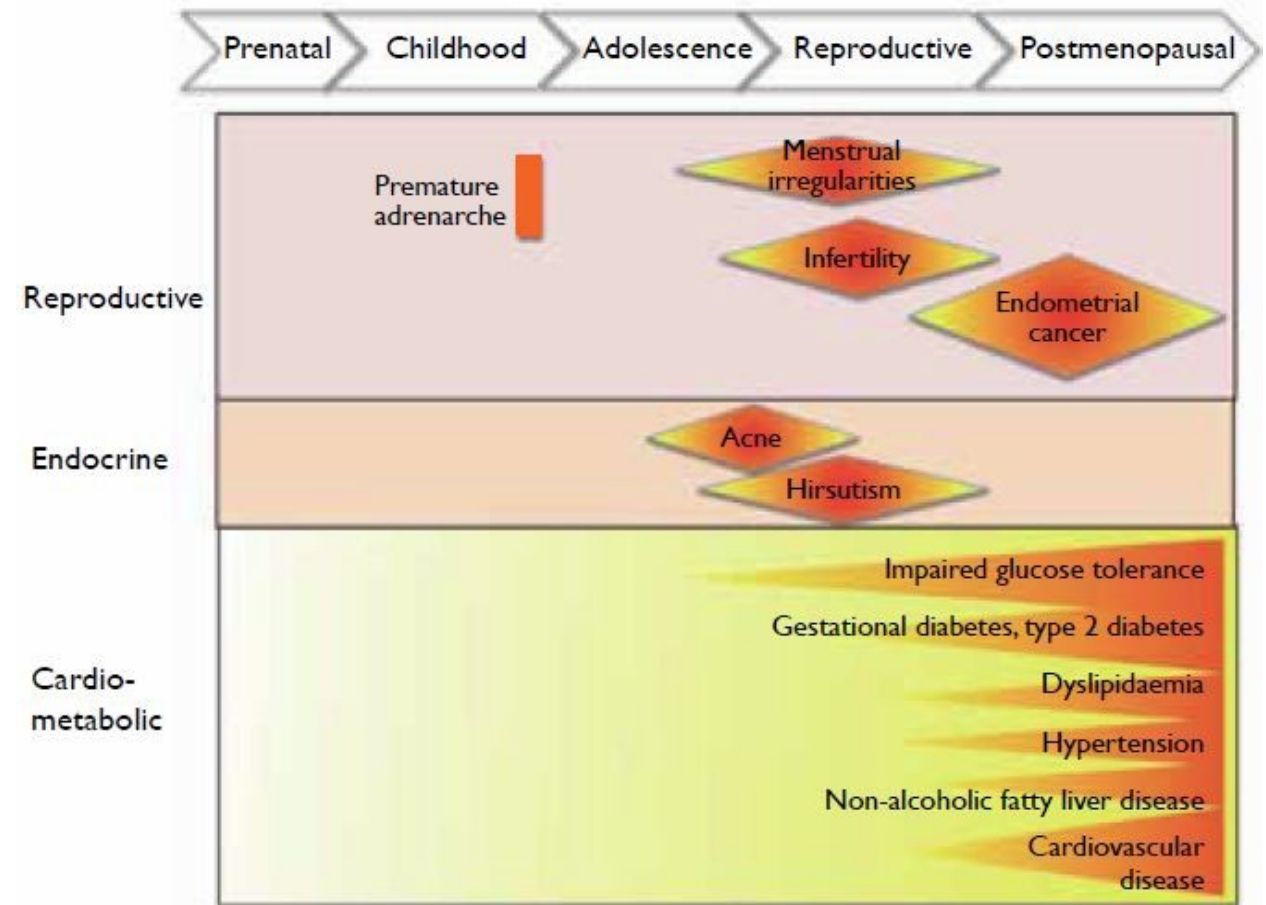 Prenatal
Childhood
Adolescence
Reproductive
Postmenopausal
Reproductive
Premature
adrenarche
Menstrual
irregularities
Infertility
Endometrial
cancer
Endocrine
Acne
Hirsutism
Cardio-
metabolic
Impaired glucose tolerance
Gestational diabetes, type 2 diabetes
Dyslipidaemia
Hypertension
Non-alcoholic fatty liver disease
Cardiovascular
disease